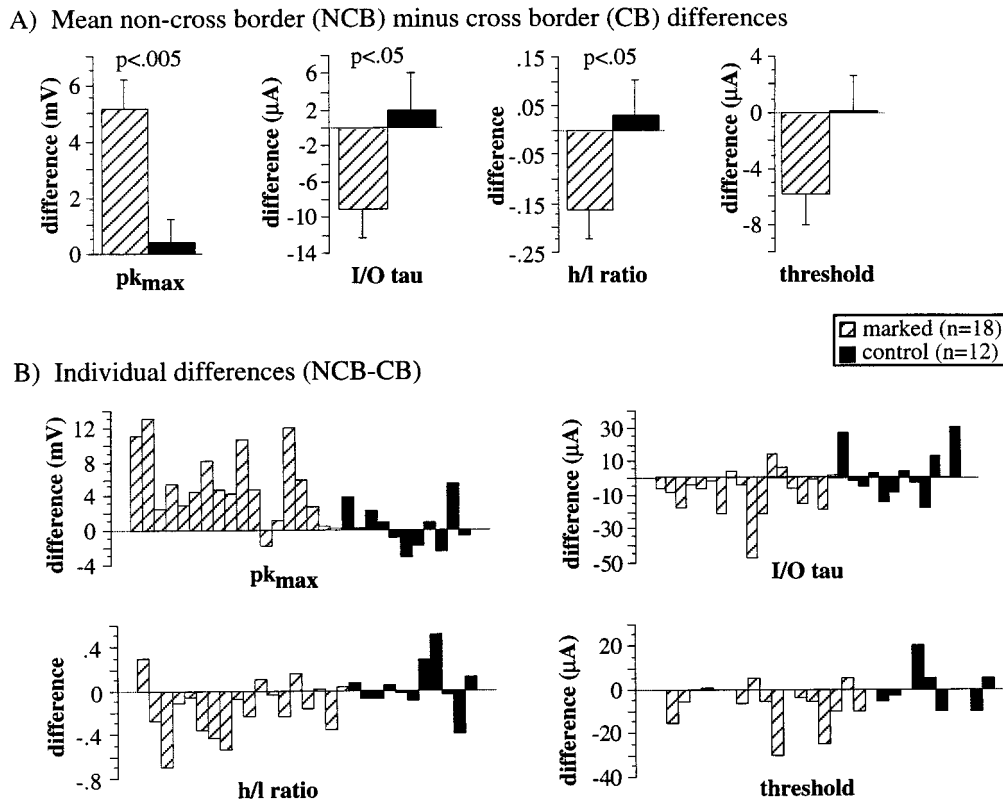 A) Mean non-cross border (NCB) minus cross border (CB) differences
p<.005
difference (mV)
6
4
2
0
pkmax
p<.05
difference (µA)
6
2
-2
-6
-10
-14
I/O tau
p<.05
difference
.15
.05
-.05
-.15
-.25
h/l ratio
difference (µA)
4
0
-4
-8
threshold
marked (n=18)
control (n=12)
B) Individual differences (NCB-CB)
difference (mV)
12
8
4
0
-4
pkmax
difference (µA)
30
10
-10
-30
-50
I/O tau
difference
.4
0
-.4
-.8
h/l ratio
difference (µA)
20
0
-20
-40
threshold